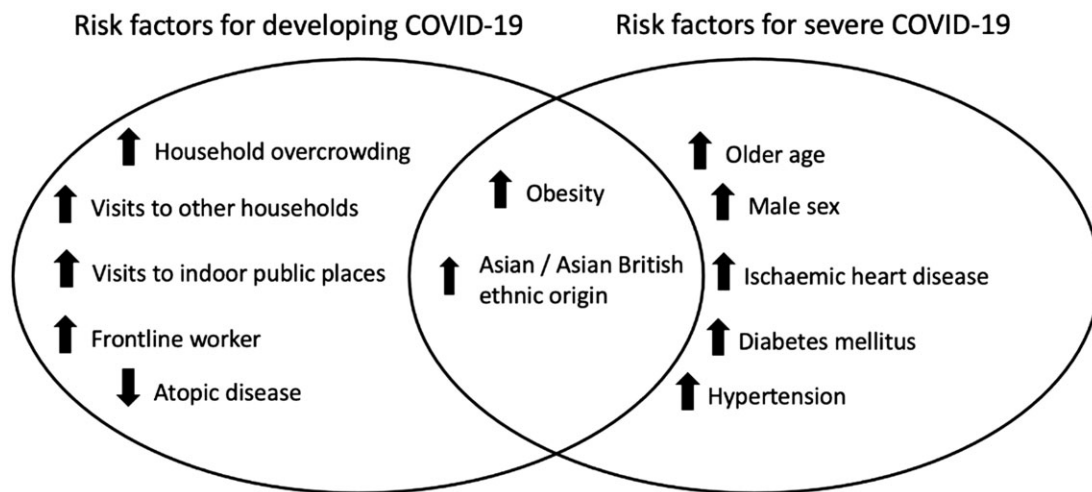 Risk factors for developing COVID-19
Risk factors for severe COVID-19
Household overcrowding
Visits to other households
Visits to indoor public places
Frontline worker
Atopic disease
Obesity
Asian / Asian British
ethnic origin
Older age
Male sex
Ischaemic heart disease
Diabetes mellitus
Hypertension